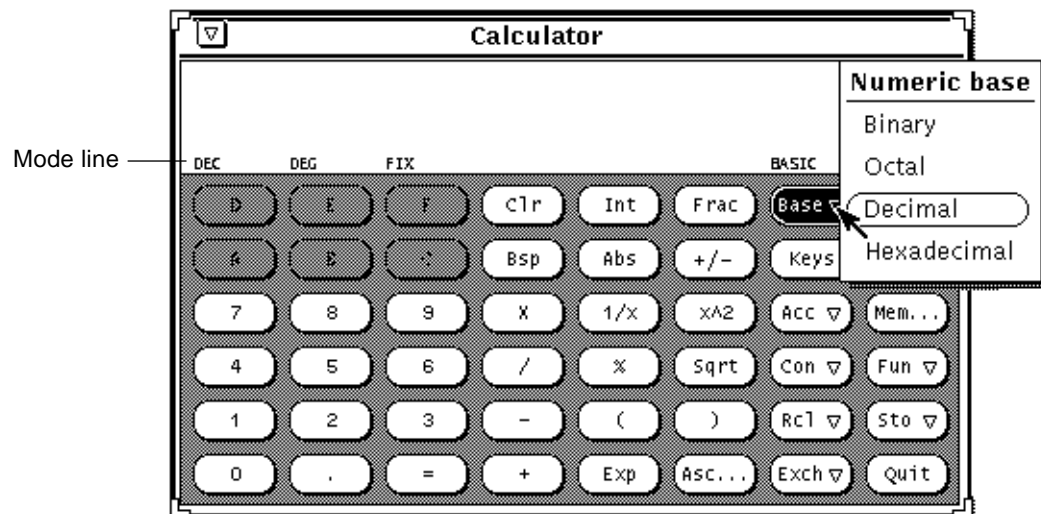 Calculator
Numeric base
Binary
Octal
Decimal
Hexadecimal
Mode line
DEC DEG FIX BASIC
D E F Clr Int Frac Base
A B C Bsp Abs +/- Keys
7 8 9 X 1/x x^2 Acc Mem...
4 5 6 / % Sqrt Con Fun
1 2 3 - ( ) Rcl Sto
0 . = + Exp Asc... Exch Quit